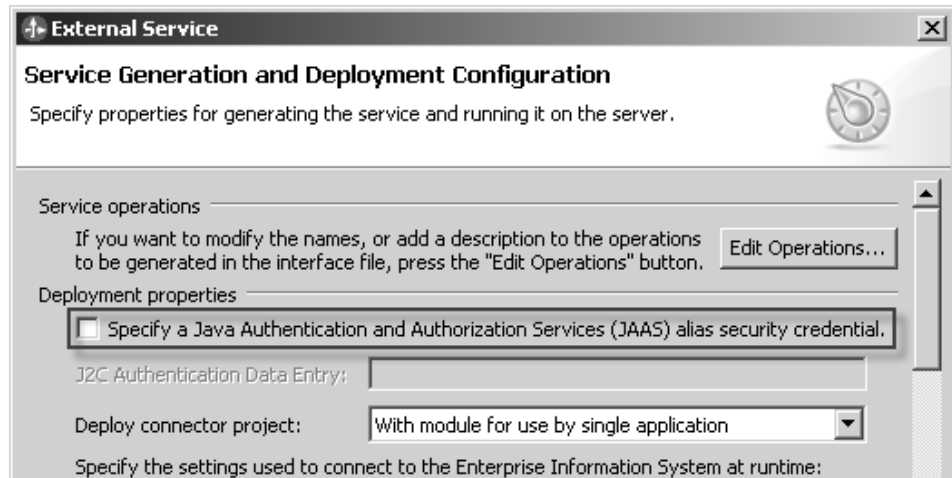 External Service
Service Generation and Deployment Configuration
Specify properties for generating the service and running it on the server.
Service operations
If you want to modify the names, or add a description to the operations
to be generated in the interface file, press the "Edit Operations" button.
Edit Operations...
Deployment properties
Specify a Java Authentication and Authorization Services (JAAS) alias security credential.
J2C Authentication Data Entry:
Deploy connector project: With module for use by single application
Specify the settings used to connect to the Enterprise Information System at runtime: